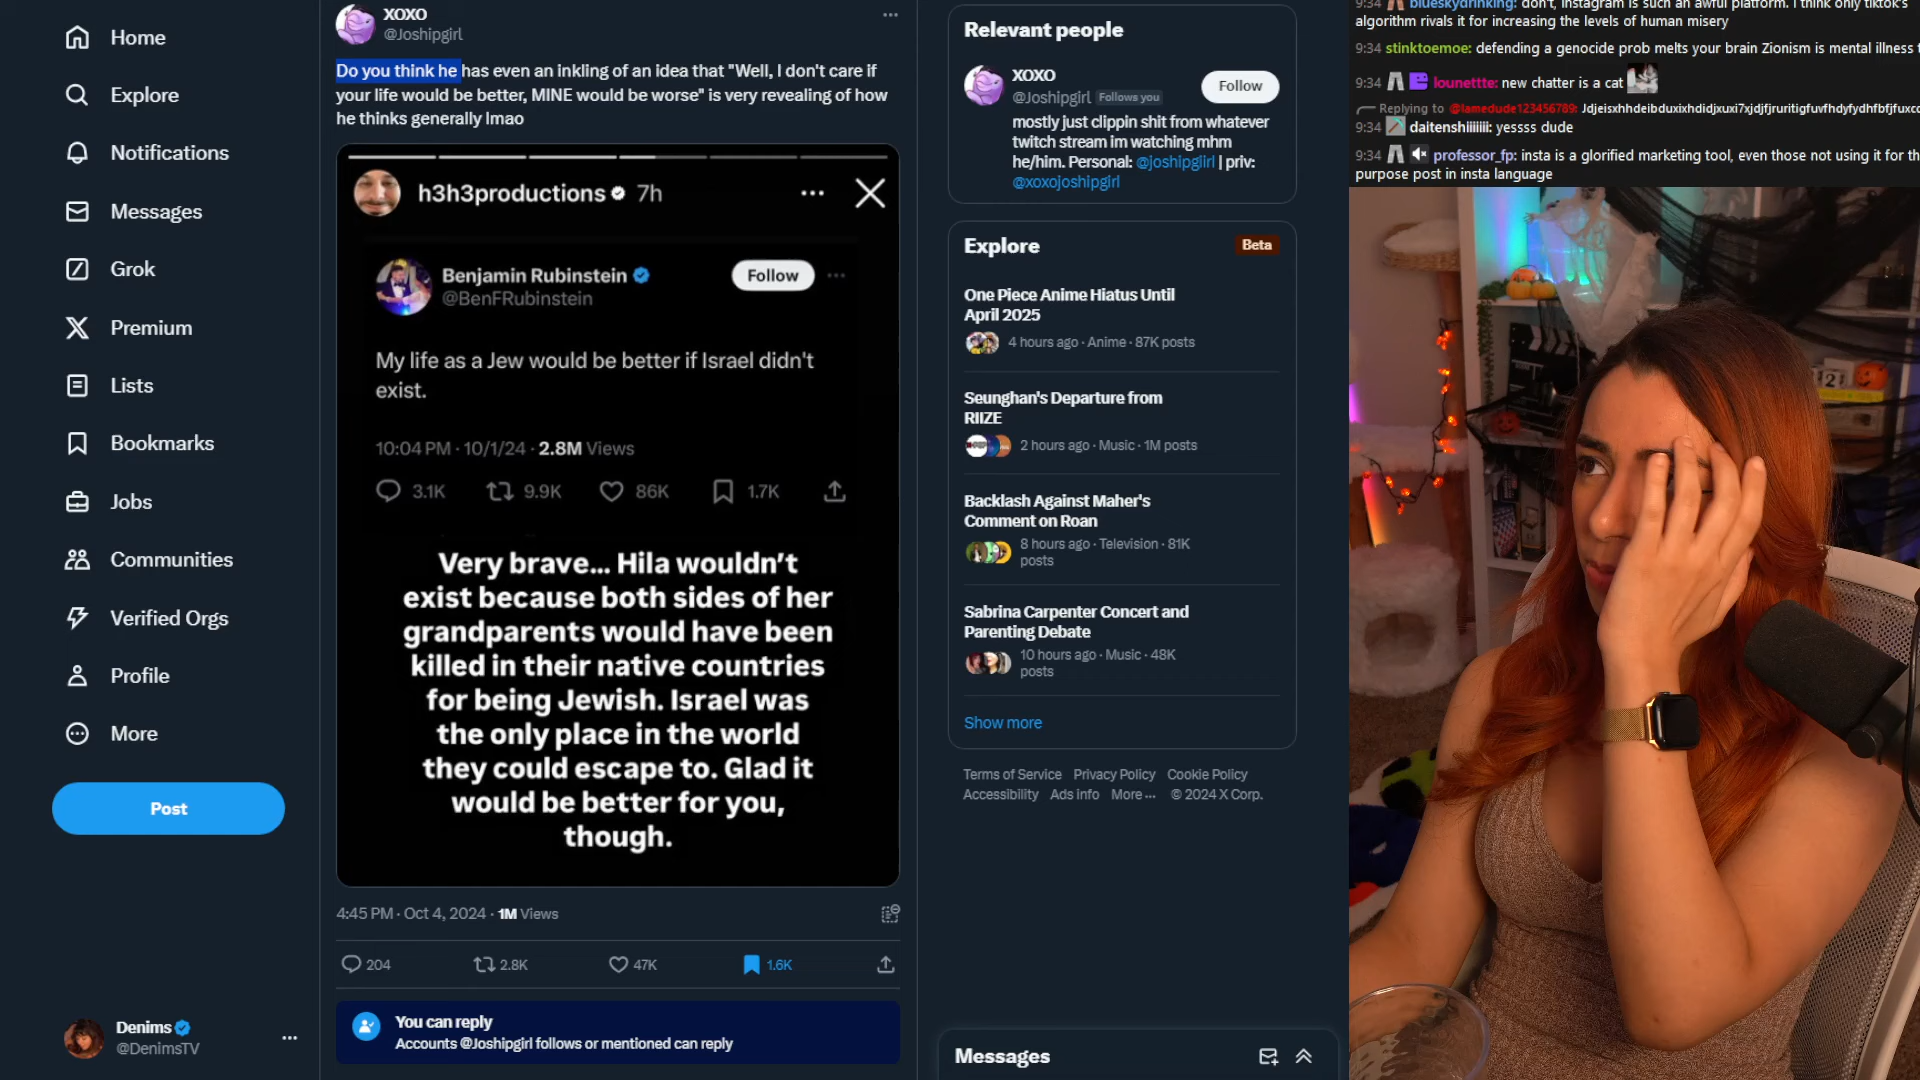 Home
Explore
Notifications
Messages
Grok
Premium
Lists
Bookmarks
Jobs
Communities
Verified Orgs
Profile
More
Post
Denims
@DenimsTV
XOXO
@Joshipgirl
Do you think he has even an inkling of an idea that "Well, I don't care if
your life would be better, MINE would be worse" is very revealing of how
he thinks generally lmao
h3h3productions 7h
Benjamin Rubinstein
@BenFRubinstein
Follow
My life as a Jew would be better if Israel didn't
exist.
10:04 PM · 10/1/24 · 2.8M Views
3.1K 9.9K 86K 1.7K
Very brave... Hila wouldn't
exist because both sides of her
grandparents would have been
killed in their native countries
for being Jewish. Israel was
the only place in the world
they could escape to. Glad it
would be better for you,
though.
4:45 PM · Oct 4, 2024 · 1M Views
204 2.8K 47K 1.6K
You can reply
Accounts @Joshipgirl follows or mentioned can reply
Relevant people
XOXO
@Joshipgirl Follows you
Follow
mostly just clippin shit from whatever
twitch stream im watching mhm
he/him. Personal: @joshipgiirl | priv:
@xoxojoshipgirl
Explore
Beta
One Piece Anime Hiatus Until
April 2025
4 hours ago · Anime · 87K posts
Seunghan's Departure from
RIIZE
2 hours ago · Music · 1M posts
Backlash Against Maher's
Comment on Roan
8 hours ago · Television · 81K
posts
Sabrina Carpenter Concert and
Parenting Debate
10 hours ago · Music · 48K
posts
Show more
Terms of Service Privacy Policy Cookie Policy
Accessibility Ads info More ··· © 2024 X Corp.
Messages
9:34 blueskydrinking: don't, instagram is such an awful platform. I think only tiktok's
algorithm rivals it for increasing the levels of human misery
9:34 stinktoemoe: defending a genocide prob melts your brain Zionism is mental illness
9:34 lounettte: new chatter is a cat
Replying to @lamedude123456789:
9:34 daitenshiiiiiii: yessss dude
9:34 professor_fp: insta is a glorified marketing tool, even those not using it for
purpose post in insta language